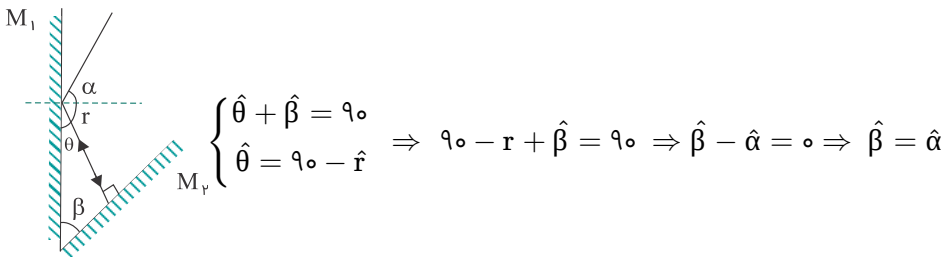 M₁
α
r
θ
M₂
β
θ̂ + β̂ = ۹۰
θ̂ = ۹۰ − r̂
⇒ ۹۰ − r + β̂ = ۹۰ ⇒ β̂ − α̂ = ۰ ⇒ β̂ = α̂